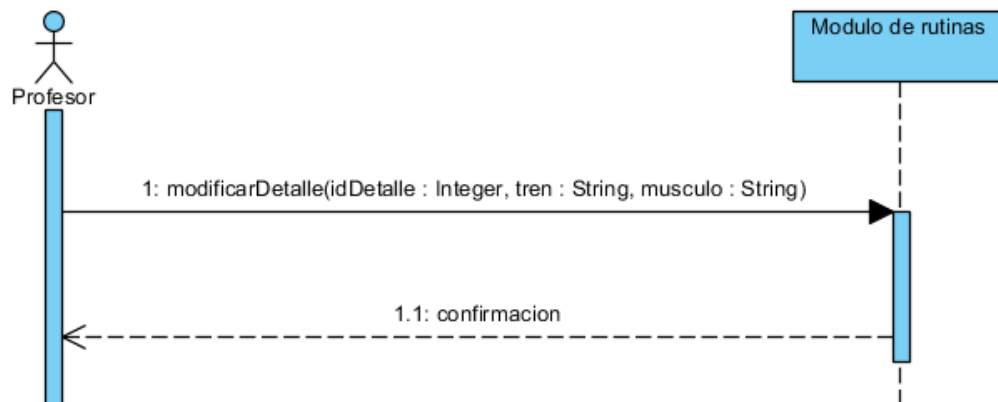 Modulo de rutinas
Profesor
1: modificarDetalle(idDetalle : Integer, tren : String, musculo : String)
1.1: confirmacion